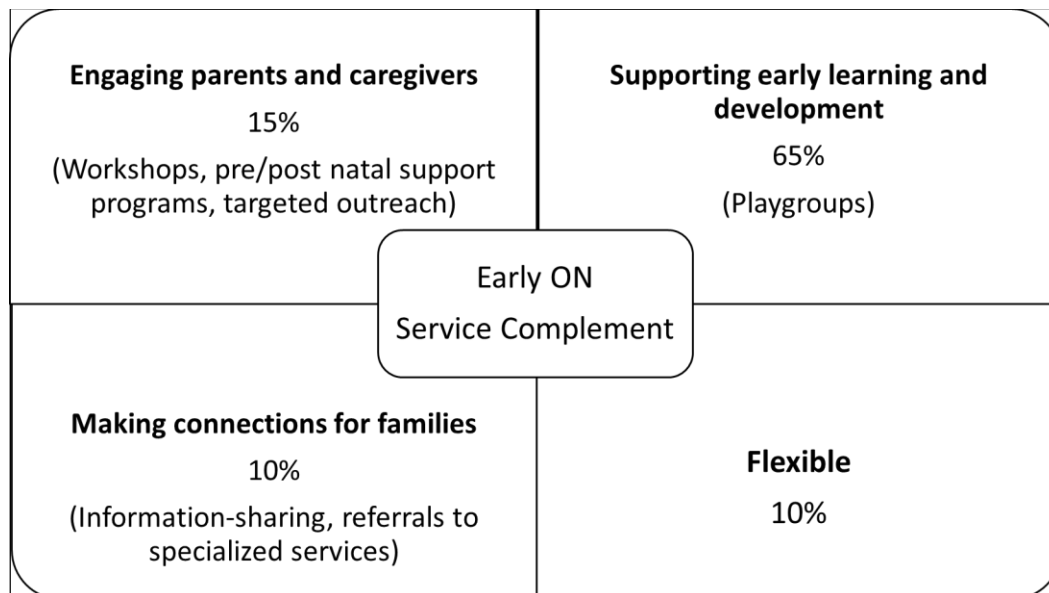 Engaging parents and caregivers
15%
(Workshops, pre/post natal support
programs, targeted outreach)
Supporting early learning and
development
65%
(Playgroups)
Early ON
Service Complement
Making connections for families
10%
(Information-sharing, referrals to
specialized services)
Flexible
10%